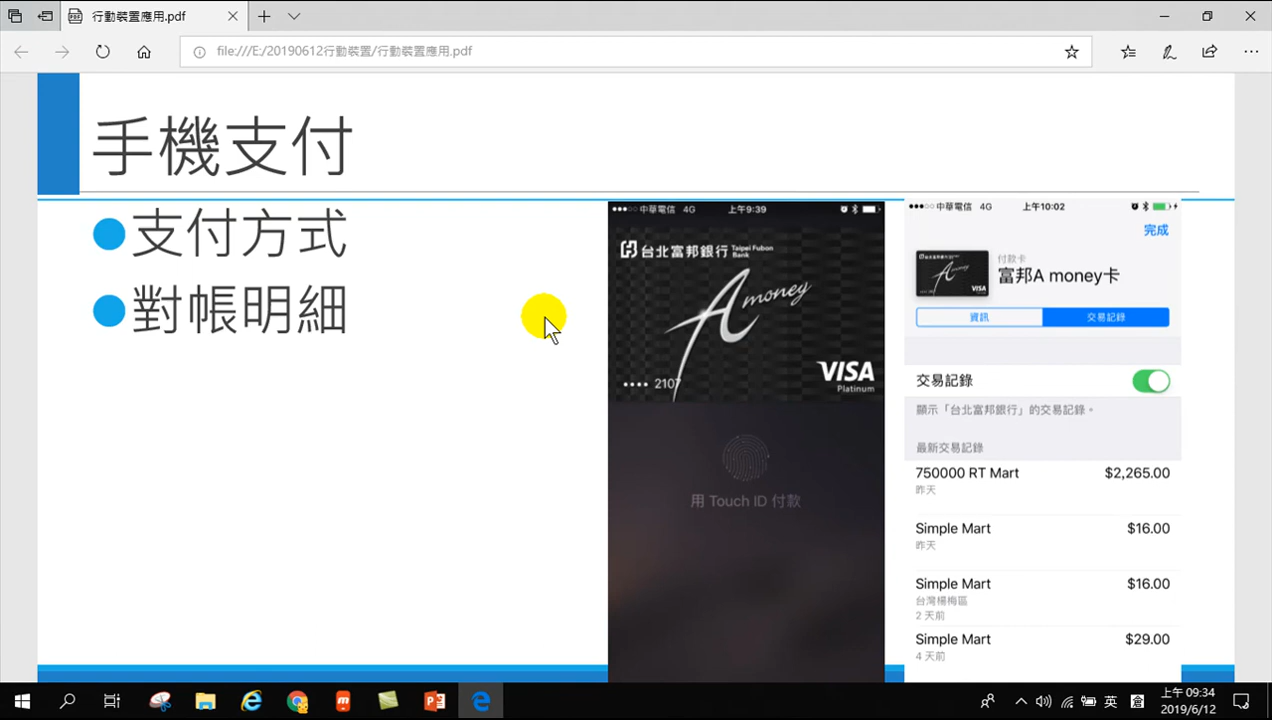 行動裝置應用.pdf
file:///E:/20190612行動裝置/行動裝置應用.pdf
手機支付
支付方式
對帳明細
中華電信 4G 上午9:39
台北富邦銀行 Taipei Fubon Bank
A money
•••• 2107
VISA
Platinum
用 Touch ID 付款
中華電信 4G 上午10:02
完成
付款卡
富邦A money卡
A money
VISA
資訊 交易記錄
交易記錄
顯示「台北富邦銀行」的交易記錄。
最新交易記錄
750000 RT Mart $2,265.00
昨天
Simple Mart $16.00
昨天
Simple Mart $16.00
台灣楊梅區
2 天前
Simple Mart $29.00
4 天前
英
上午 09:34
2019/6/12